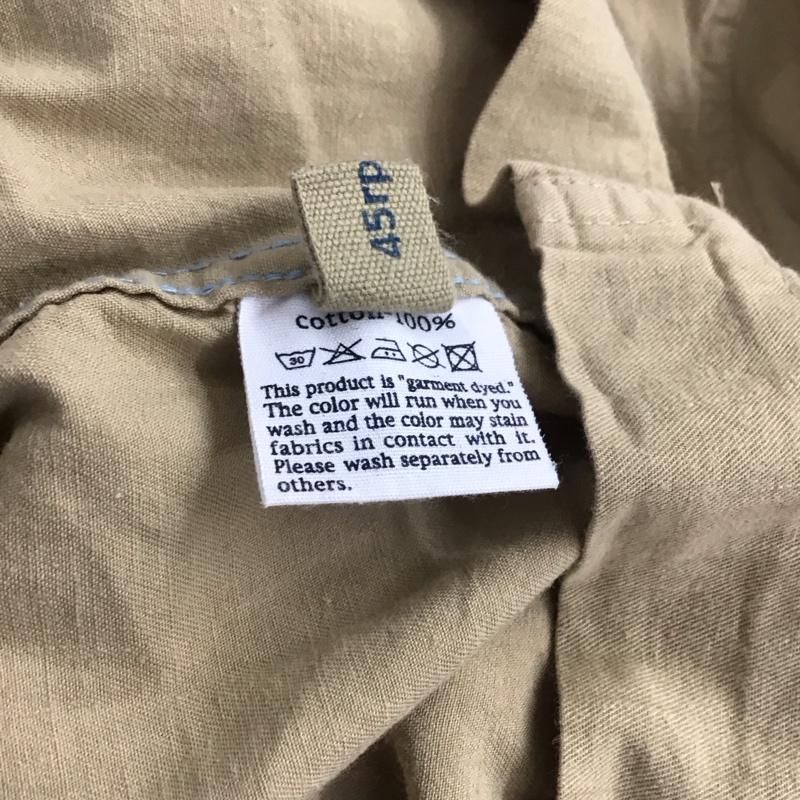 45rp
cotton-100%
30
This product is "garment dyed."
The color will run when you
wash and the color may stain
fabrics in contact with it.
Please wash separately from
others.